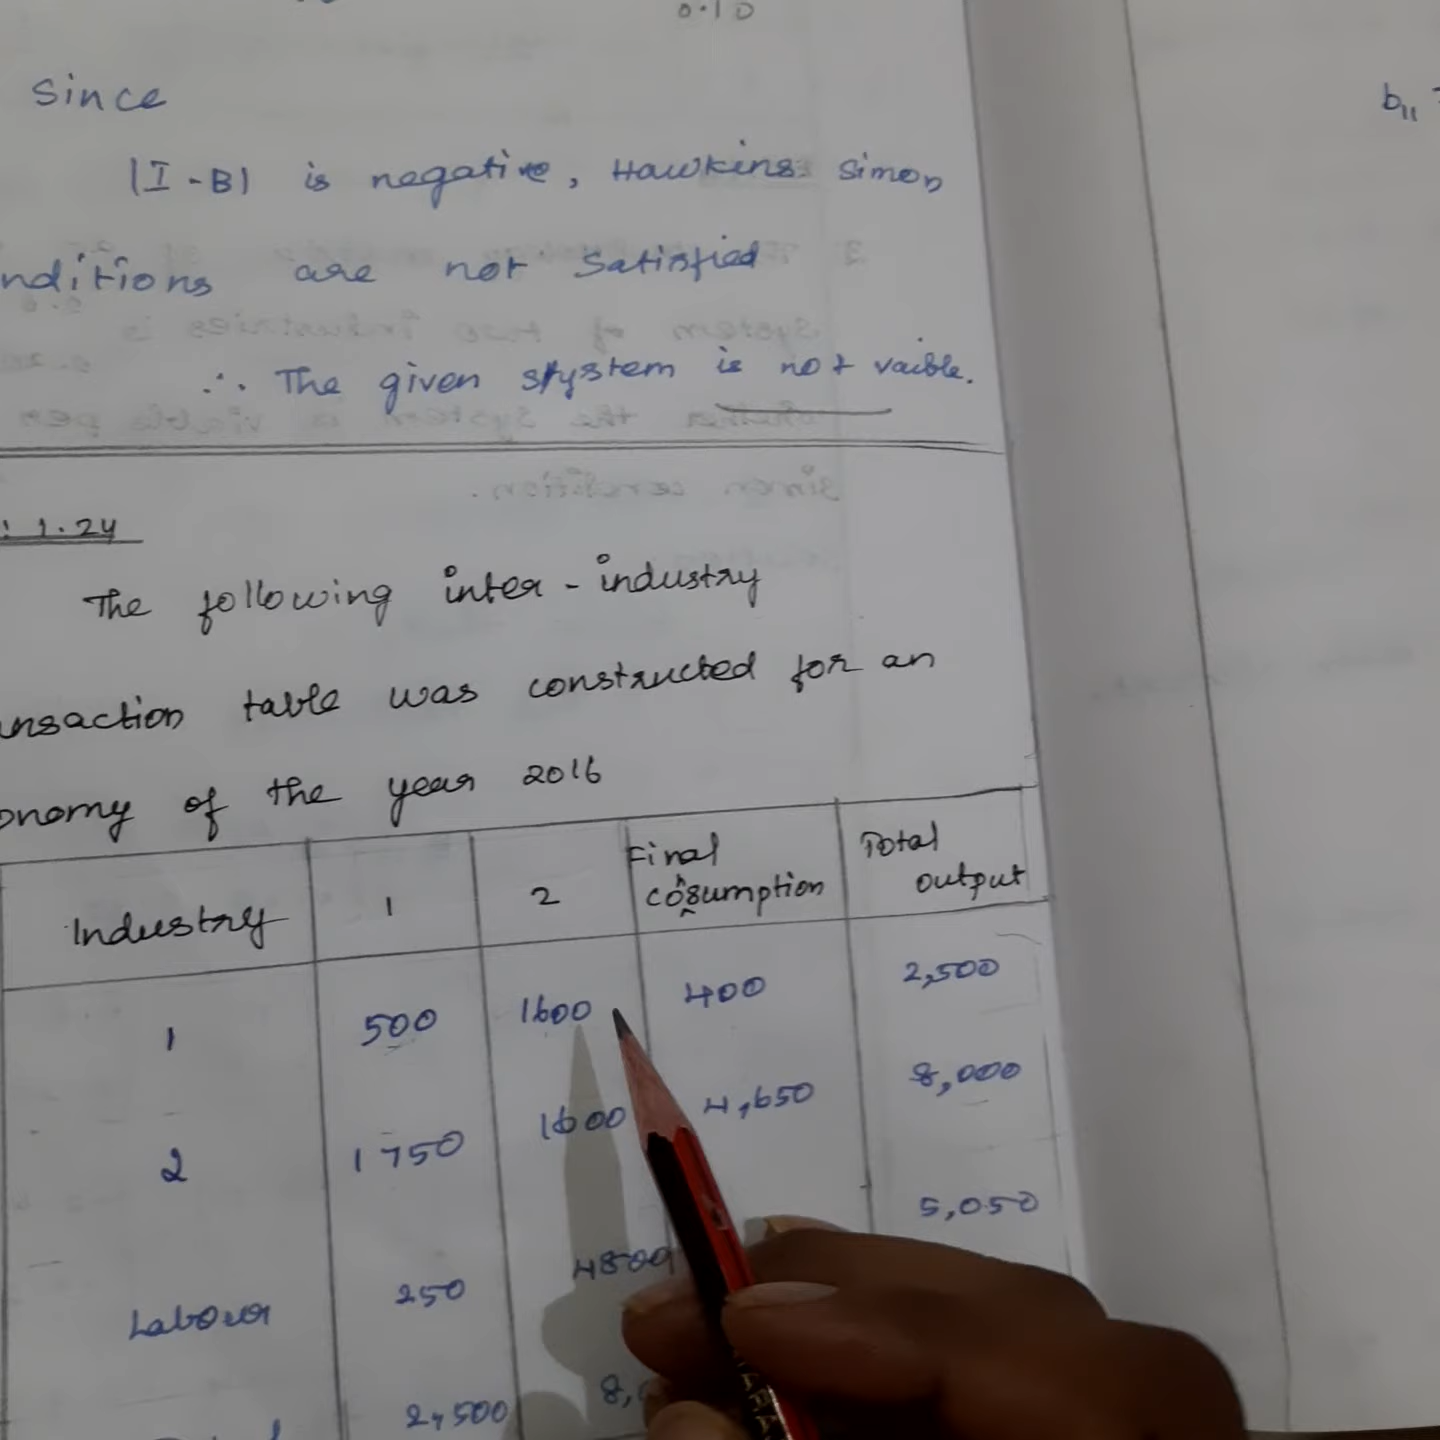 0.10
Since
|I-B| is negative, Hawkins Simon
nditions are not Satisfied
∴ The given system is not vaible.
: 1.24
The following inter-industry
ansaction table was constructed for an
onomy of the year 2016
Industry 1 2 Final consumption Total output
1 500 1600 400 2,500
2 1750 1600 4,650 8,000
Labour 250 4800 5,050
2,500 8,
b11